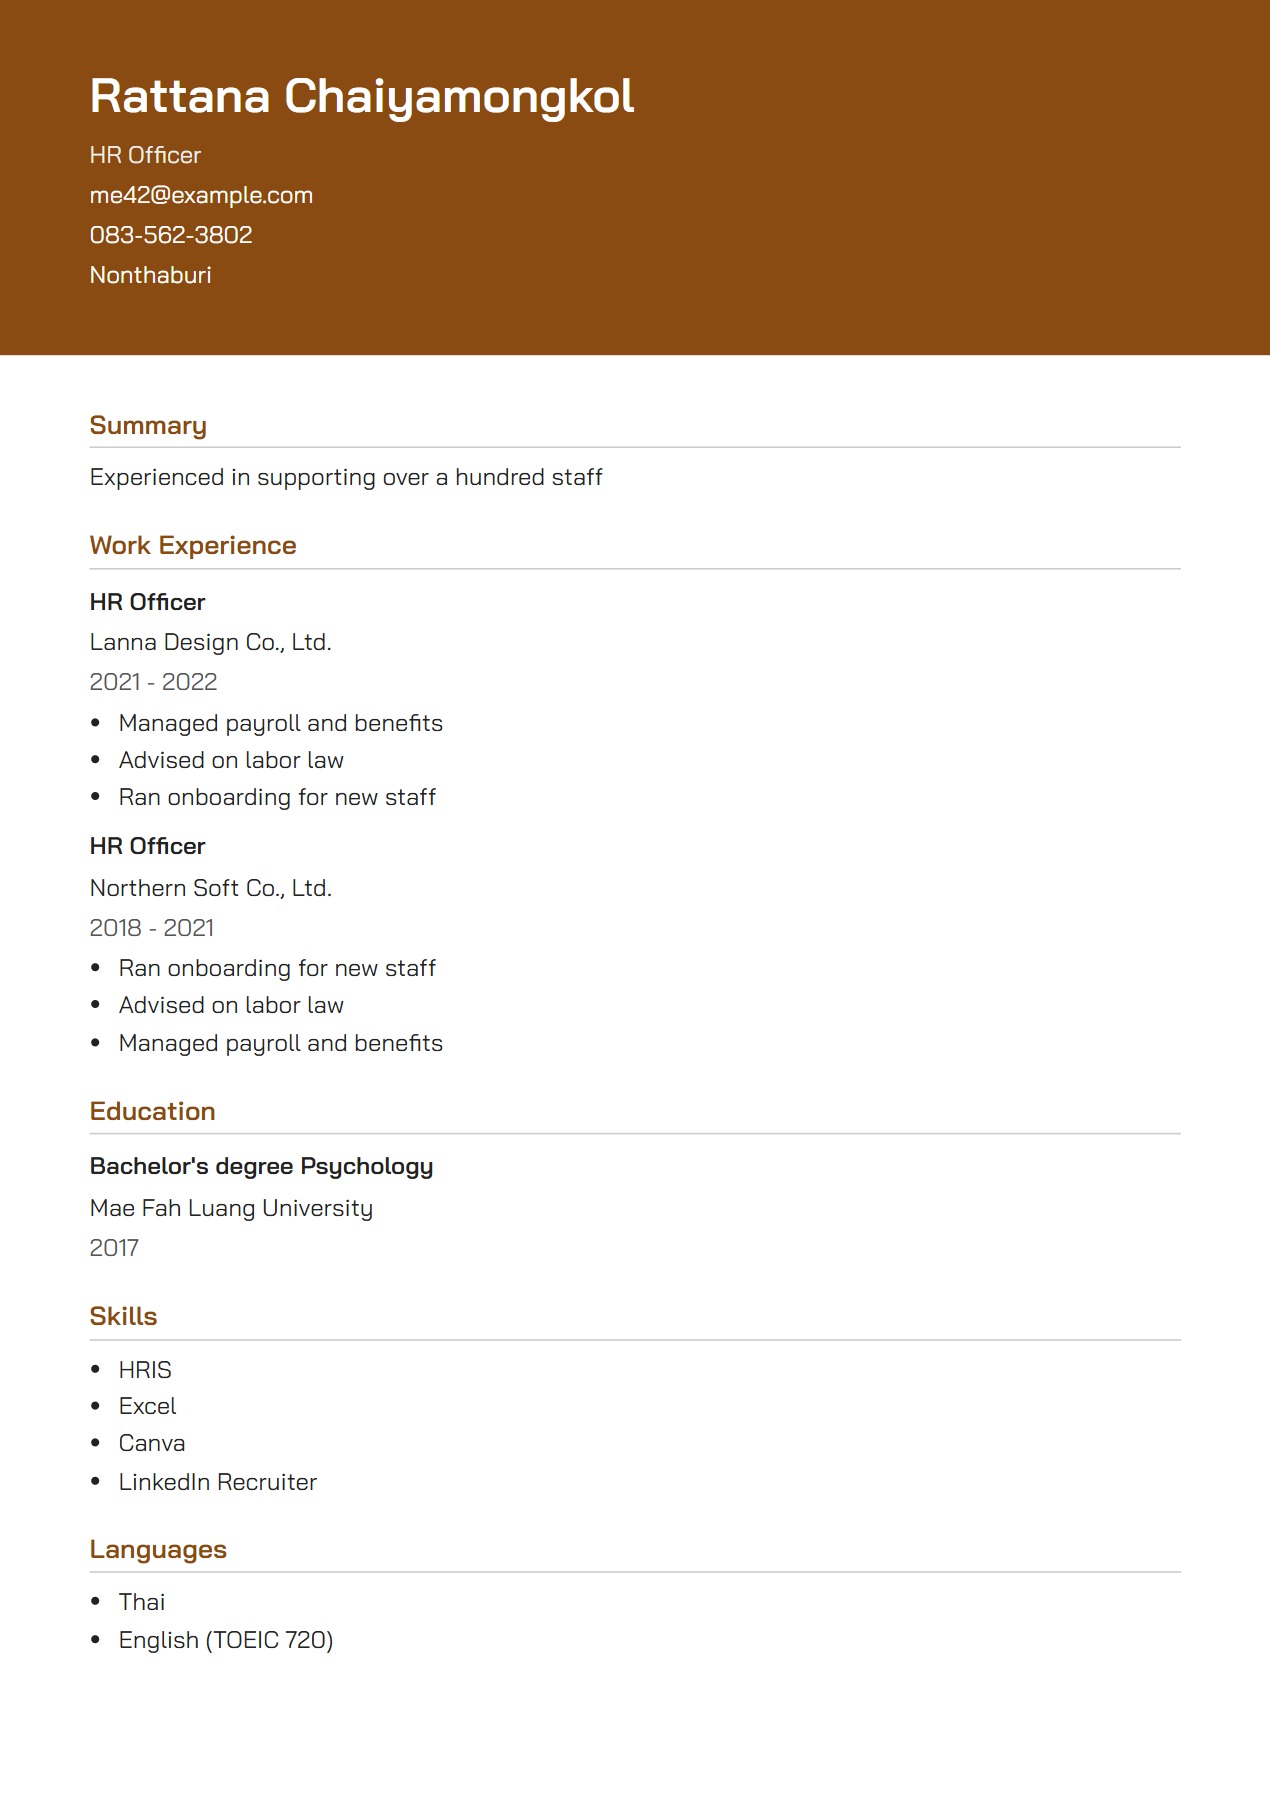 Rattana Chaiyamongkol
HR Officer
me42@example.com
083-562-3802
Nonthaburi
Summary
Experienced in supporting over a hundred staff
Work Experience
HR Officer
Lanna Design Co., Ltd.
2021 - 2022
• Managed payroll and benefits
• Advised on labor law
• Ran onboarding for new staff
HR Officer
Northern Soft Co., Ltd.
2018 - 2021
• Ran onboarding for new staff
• Advised on labor law
• Managed payroll and benefits
Education
Bachelor's degree Psychology
Mae Fah Luang University
2017
Skills
• HRIS
• Excel
• Canva
• LinkedIn Recruiter
Languages
• Thai
• English (TOEIC 720)